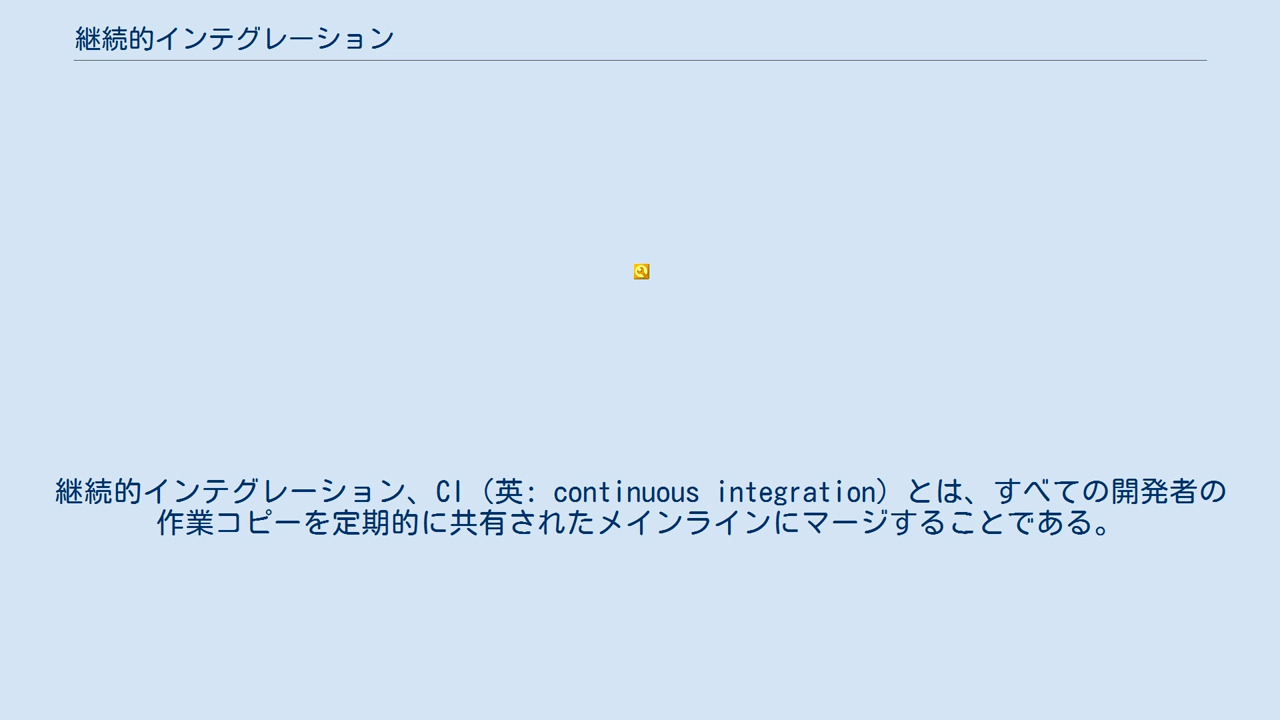 継続的インテグレーション
継続的インテグレーション、CI（英: continuous integration）とは、すべての開発者の
作業コピーを定期的に共有されたメインラインにマージすることである。